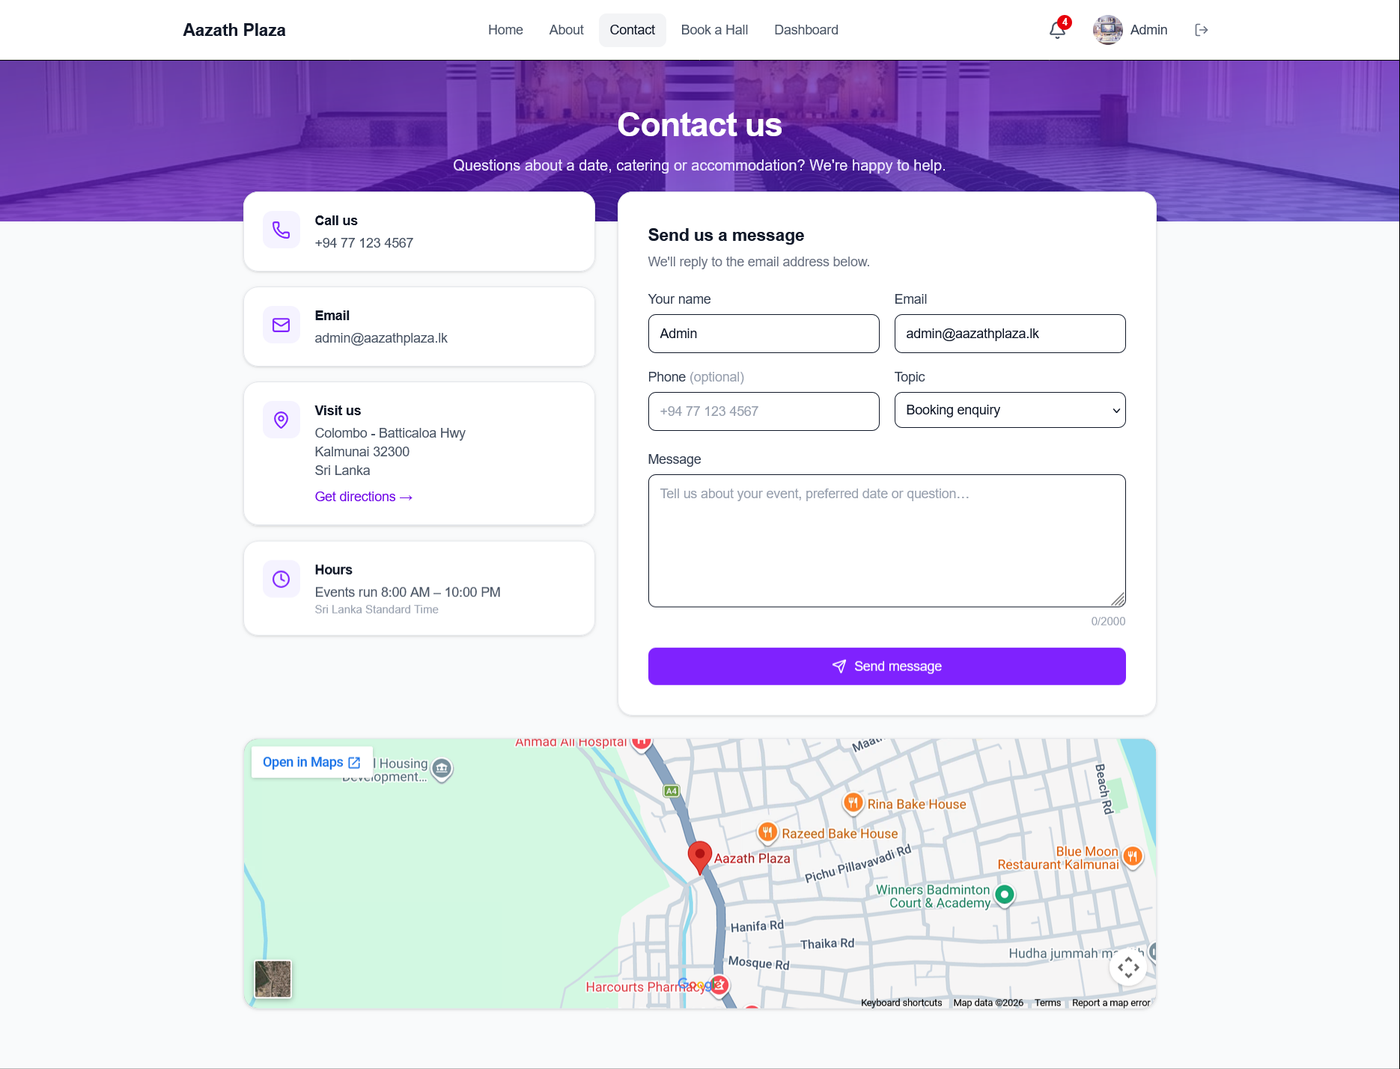 Aazath Plaza
Home
About
Contact
Book a Hall
Dashboard
4
Admin
Contact us
Questions about a date, catering or accommodation? We're happy to help.
Call us
+94 77 123 4567
Email
admin@aazathplaza.lk
Visit us
Colombo - Batticaloa Hwy
Kalmunai 32300
Sri Lanka
Get directions →
Hours
Events run 8:00 AM – 10:00 PM
Sri Lanka Standard Time
Send us a message
We'll reply to the email address below.
Your name
Email
Admin
admin@aazathplaza.lk
Phone (optional)
Topic
+94 77 123 4567
Booking enquiry
Message
Tell us about your event, preferred date or question…
0/2000
Send message
Open in Maps
Ahmad Ali Hospital
Housing
Development...
A4
Beach Rd
Rina Bake House
Razeed Bake House
Aazath Plaza
Pichu Pillavavadi Rd
Blue Moon
Restaurant Kalmunai
Winners Badminton
Court & Academy
Hanifa Rd
Thaika Rd
Hudha jummah
Mosque Rd
Harcourts Pharmacy
Google
Keyboard shortcuts
Map data ©2026
Terms
Report a map error